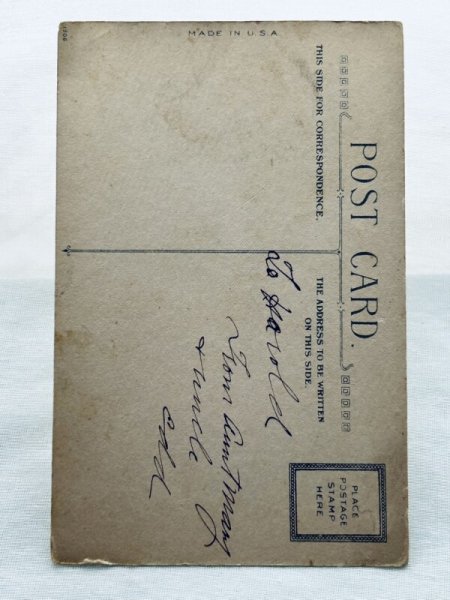 POST CARD.
THIS SIDE FOR CORRESPONDENCE.
THE ADDRESS TO BE WRITTEN
ON THIS SIDE.
PLACE
POSTAGE
STAMP
HERE
To Harold
From Aunt Mary
+ uncle
Edd
MADE IN U.S.A